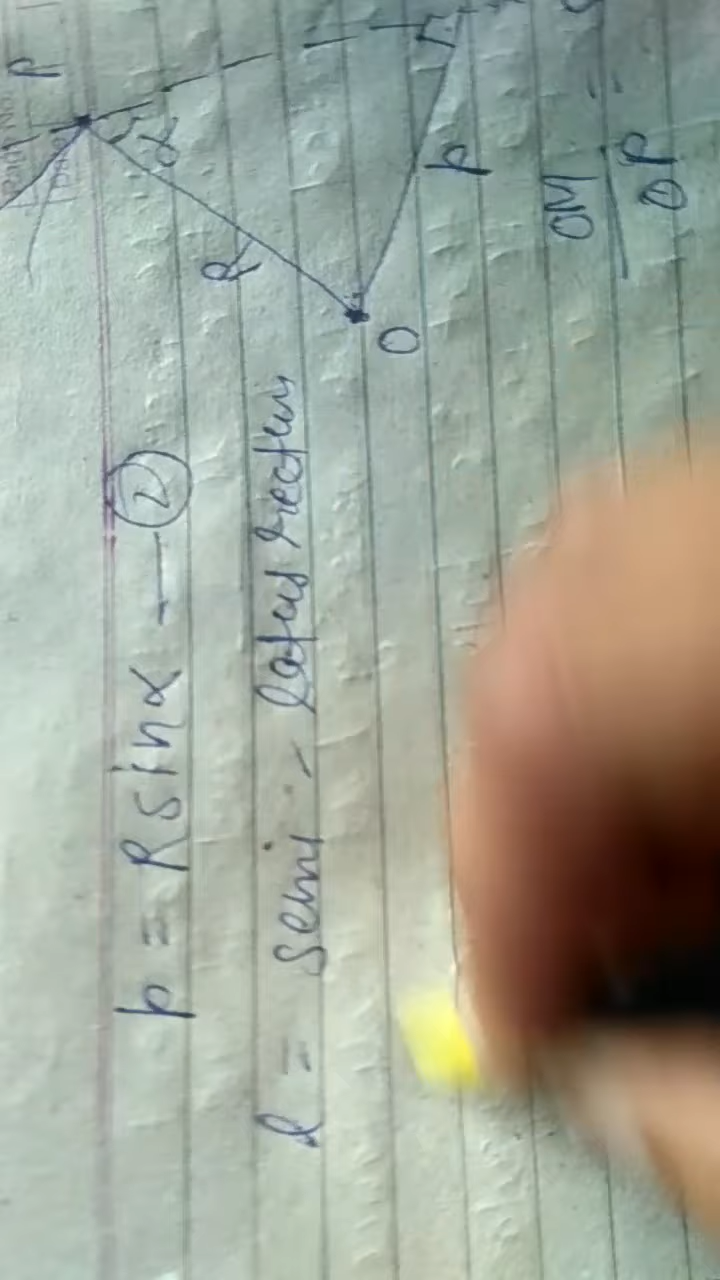 P
α
R
p
O
OM
OP
=
p = R sin α — ②
l = semi - latus rectum